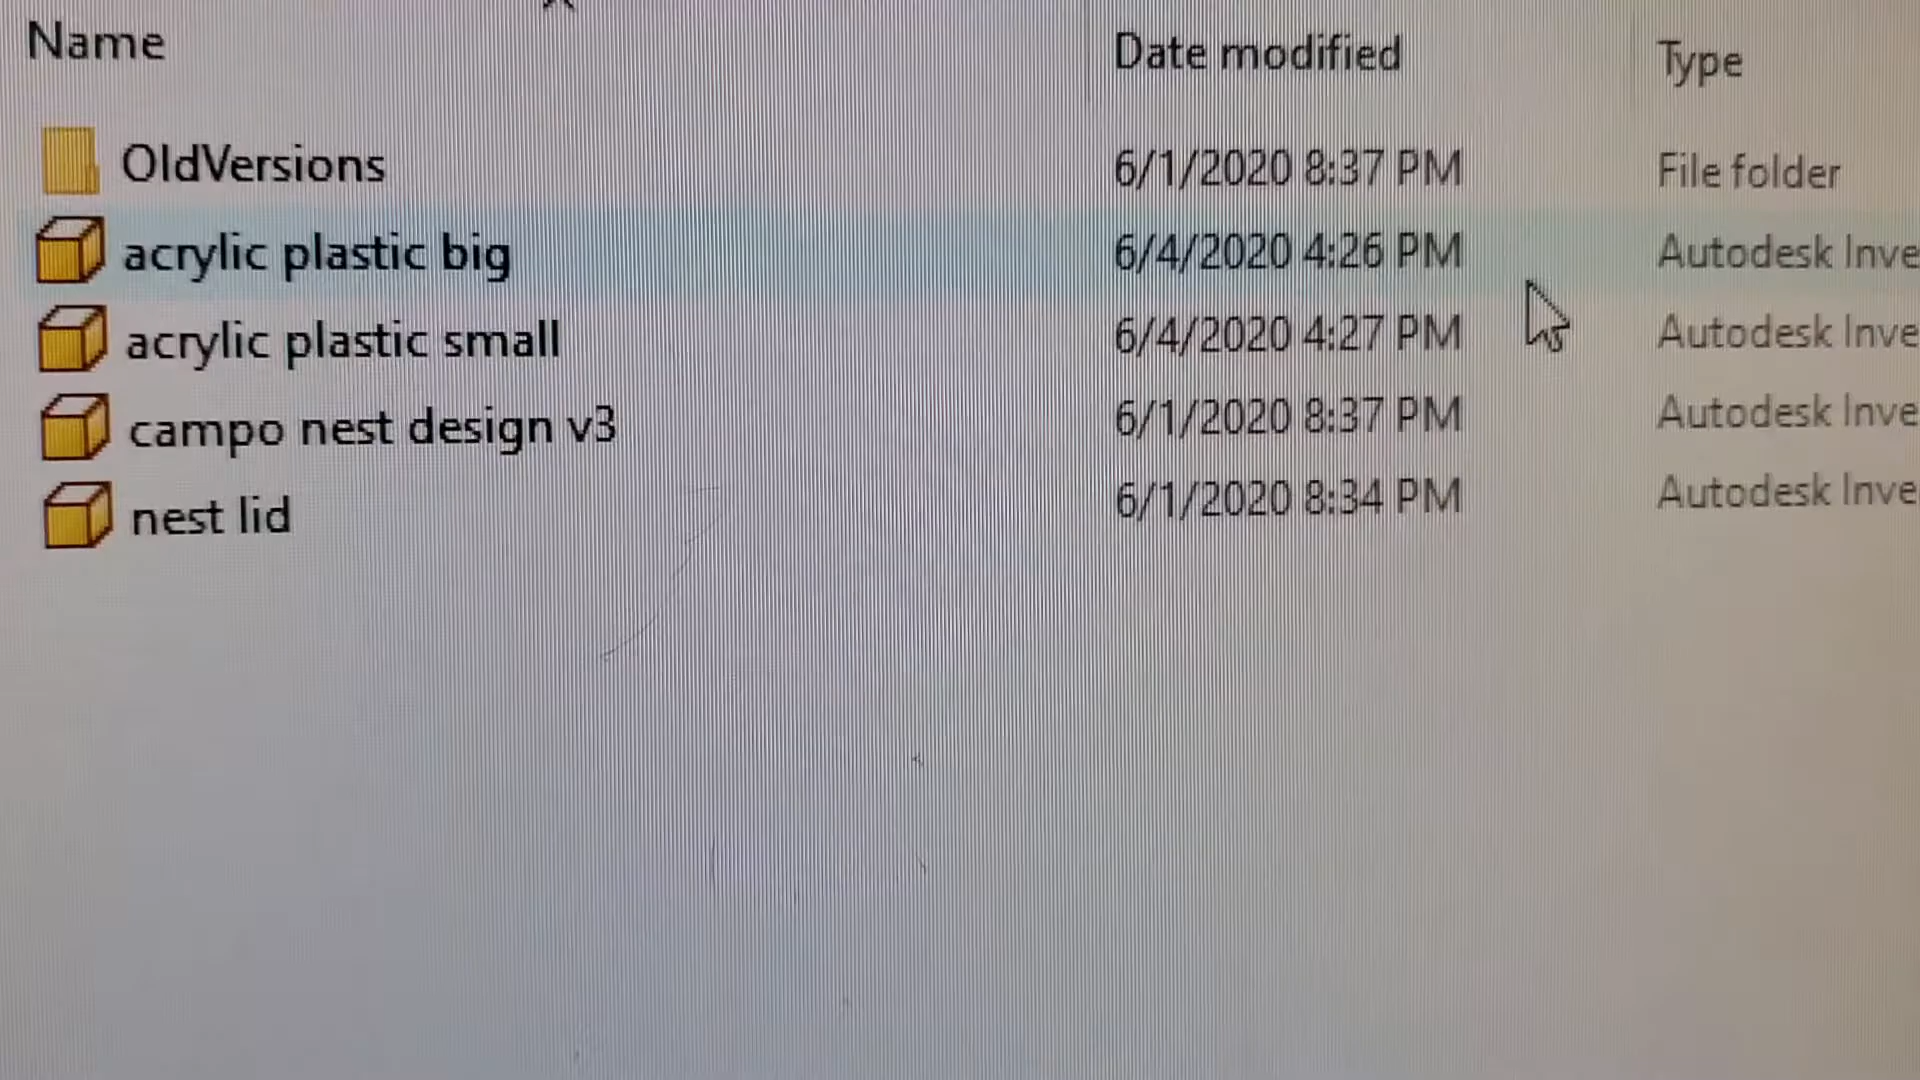 Name Date modified Type
OldVersions 6/1/2020 8:37 PM File folder
acrylic plastic big 6/4/2020 4:26 PM Autodesk Inve
acrylic plastic small 6/4/2020 4:27 PM Autodesk Inve
campo nest design v3 6/1/2020 8:37 PM Autodesk Inve
nest lid 6/1/2020 8:34 PM Autodesk Inve